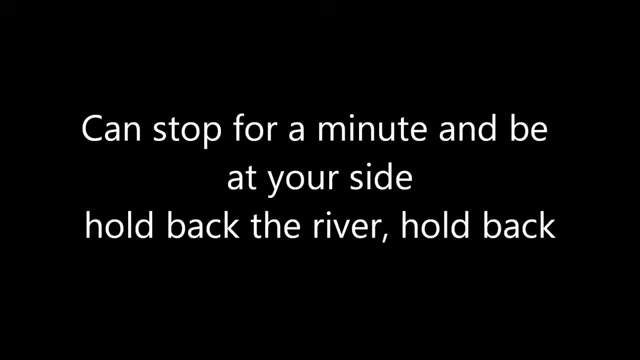 Can stop for a minute and be
at your side
hold back the river, hold back